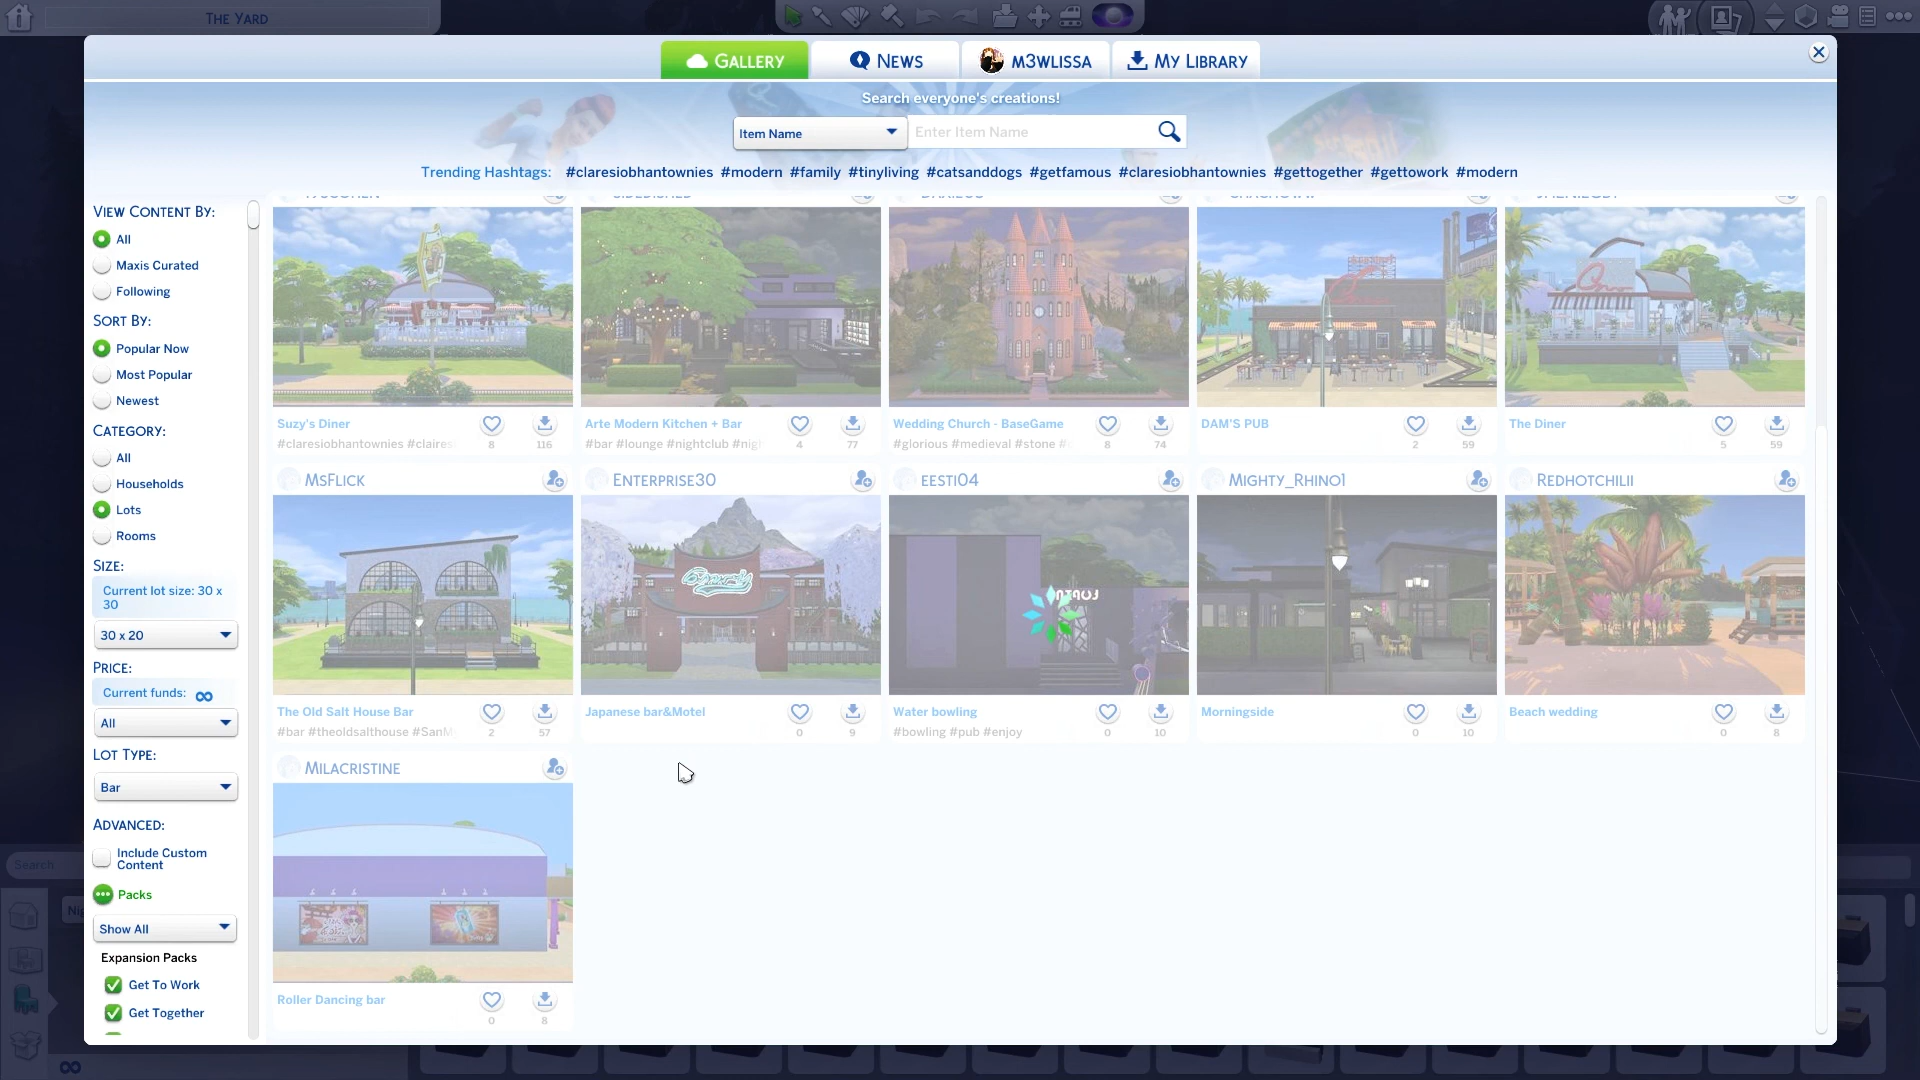 The Yard
Gallery
News
m3wlissa
My Library
Search everyone's creations!
Item Name
Enter Item Name
Trending Hashtags: #claresiobhantownies #modern #family #tinyliving #catsanddogs #getfamous #claresiobhantownies #gettogether #gettowork #modern
View Content By:
All
Maxis Curated
Following
Sort By:
Popular Now
Most Popular
Newest
Category:
All
Households
Lots
Rooms
Size:
Current lot size: 30 x
30
30 x 20
Price:
Current funds: ∞
All
Lot Type:
Bar
Advanced:
Include Custom
Content
Packs
Show All
Expansion Packs
Get To Work
Get Together
Suzy's Diner
#claresiobhantownies #claires
8
116
Arte Modern Kitchen + Bar
#bar #lounge #nightclub #nig
4
77
Wedding Church - BaseGame
#glorious #medieval #stone #
8
74
DAM'S PUB
2
59
The Diner
5
59
MsFlick
The Old Salt House Bar
#bar #theoldsalthouse #SanM
2
57
Enterprise30
Japanese bar&Motel
0
9
eesti04
Water bowling
#bowling #pub #enjoy
0
10
Mighty_Rhino1
Morningside
0
10
Redhotchilii
Beach wedding
0
8
Milacristine
Roller Dancing bar
0
8
Search
∞